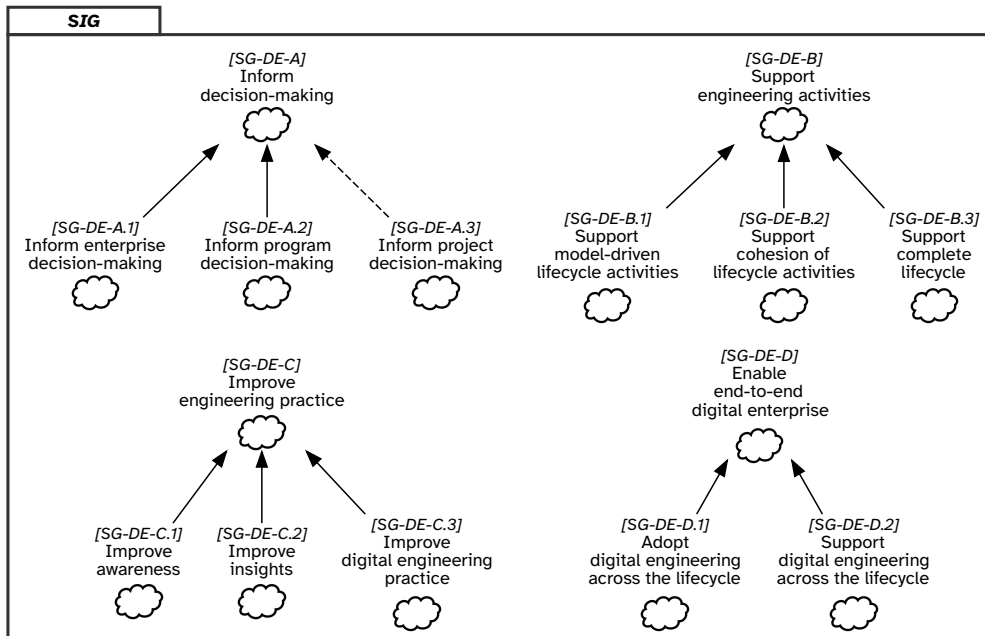 SIG
[SG-DE-A]
Inform
decision-making
[SG-DE-B]
Support
engineering activities
[SG-DE-A.1]
Inform enterprise
decision-making
[SG-DE-A.2]
Inform program
decision-making
[SG-DE-A.3]
Inform project
decision-making
[SG-DE-B.1]
Support
model-driven
lifecycle activities
[SG-DE-B.2]
Support
cohesion of
lifecycle activities
[SG-DE-B.3]
Support
complete
lifecycle
[SG-DE-C]
Improve
engineering practice
[SG-DE-D]
Enable
end-to-end
digital enterprise
[SG-DE-C.1]
Improve
awareness
[SG-DE-C.2]
Improve
insights
[SG-DE-C.3]
Improve
digital engineering
practice
[SG-DE-D.1]
Adopt
digital engineering
across the lifecycle
[SG-DE-D.2]
Support
digital engineering
across the lifecycle